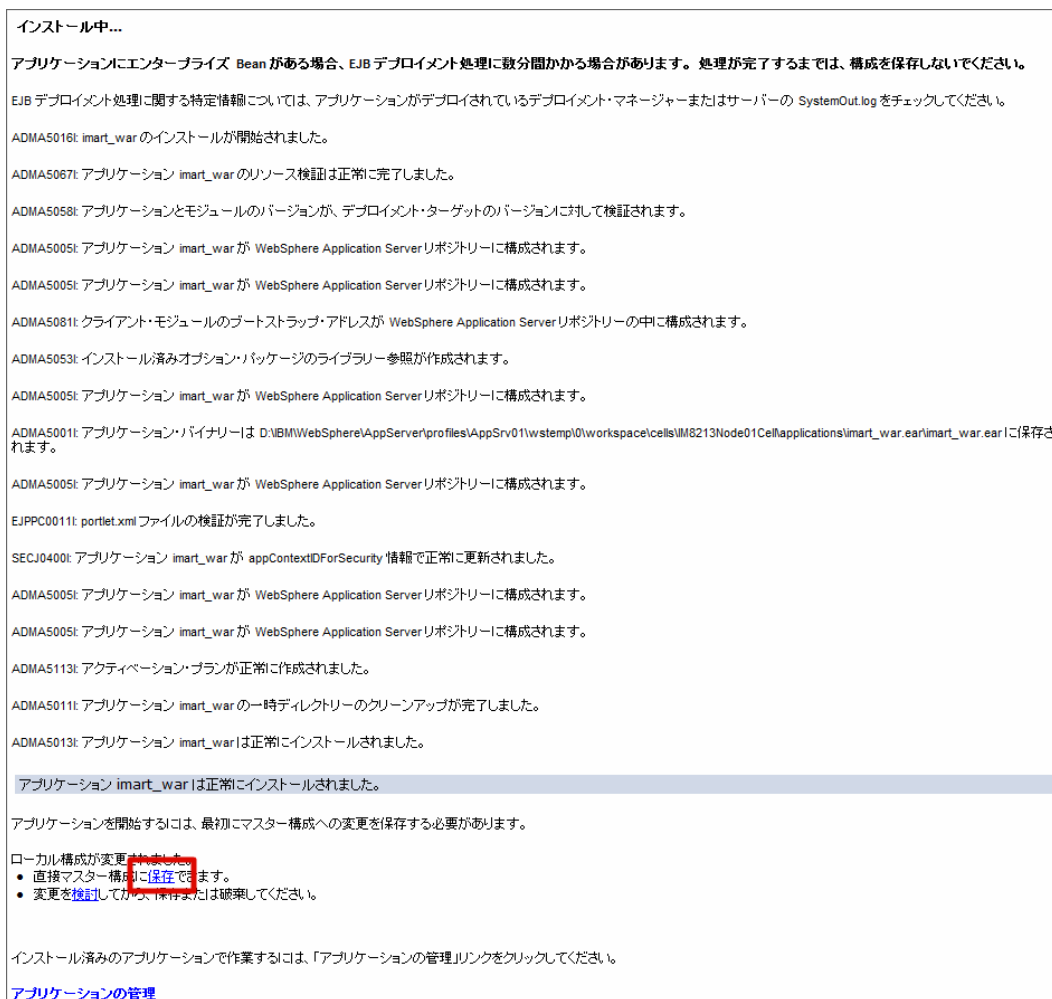 インストール中...
アプリケーションにエンタープライズ Bean がある場合、EJB デプロイメント処理に数分間かかる場合があります。 処理が完了するまでは、構成を保存しないでください。
EJB デプロイメント処理に関する特定情報については、アプリケーションがデプロイされているデプロイメント・マネージャーまたはサーバーの SystemOut.log をチェックしてください。
ADMA5016I: imart_war のインストールが開始されました。
ADMA5067I: アプリケーション imart_war のリソース検証は正常に完了しました。
ADMA5058I: アプリケーションとモジュールのバージョンが、デプロイメント・ターゲットのバージョンに対して検証されます。
ADMA5005I: アプリケーション imart_war が WebSphere Application Server リポジトリーに構成されます。
ADMA5005I: アプリケーション imart_war が WebSphere Application Server リポジトリーに構成されます。
ADMA5081I: クライアント・モジュールのブートストラップ・アドレスが WebSphere Application Server リポジトリーの中に構成されます。
ADMA5053I: インストール済みオプション・パッケージのライブラリー参照が作成されます。
ADMA5005I: アプリケーション imart_war が WebSphere Application Server リポジトリーに構成されます。
ADMA5001I: アプリケーション・バイナリーは D:\IBM\WebSphere\AppServer\profiles\AppSrv01\wstemp\0\workspace\cells\IM8213Node01Cell\applications\imart_war.ear\imart_war.ear に保存さ
れます。
ADMA5005I: アプリケーション imart_war が WebSphere Application Server リポジトリーに構成されます。
EJPPC0011I: portlet.xml ファイルの検証が完了しました。
SECJ0400I: アプリケーション imart_war が appContextIDForSecurity 情報で正常に更新されました。
ADMA5005I: アプリケーション imart_war が WebSphere Application Server リポジトリーに構成されます。
ADMA5005I: アプリケーション imart_war が WebSphere Application Server リポジトリーに構成されます。
ADMA5113I: アクティベーション・プランが正常に作成されました。
ADMA5011I: アプリケーション imart_war の一時ディレクトリーのクリーンアップが完了しました。
ADMA5013I: アプリケーション imart_war は正常にインストールされました。
アプリケーション imart_war は正常にインストールされました。
アプリケーションを開始するには、最初にマスター構成への変更を保存する必要があります。
ローカル構成が変更されました。
• 直接マスター構成に保存できます。
• 変更を検討してから、保存または破棄してください。
インストール済みのアプリケーションで作業するには、「アプリケーションの管理」リンクをクリックしてください。
アプリケーションの管理